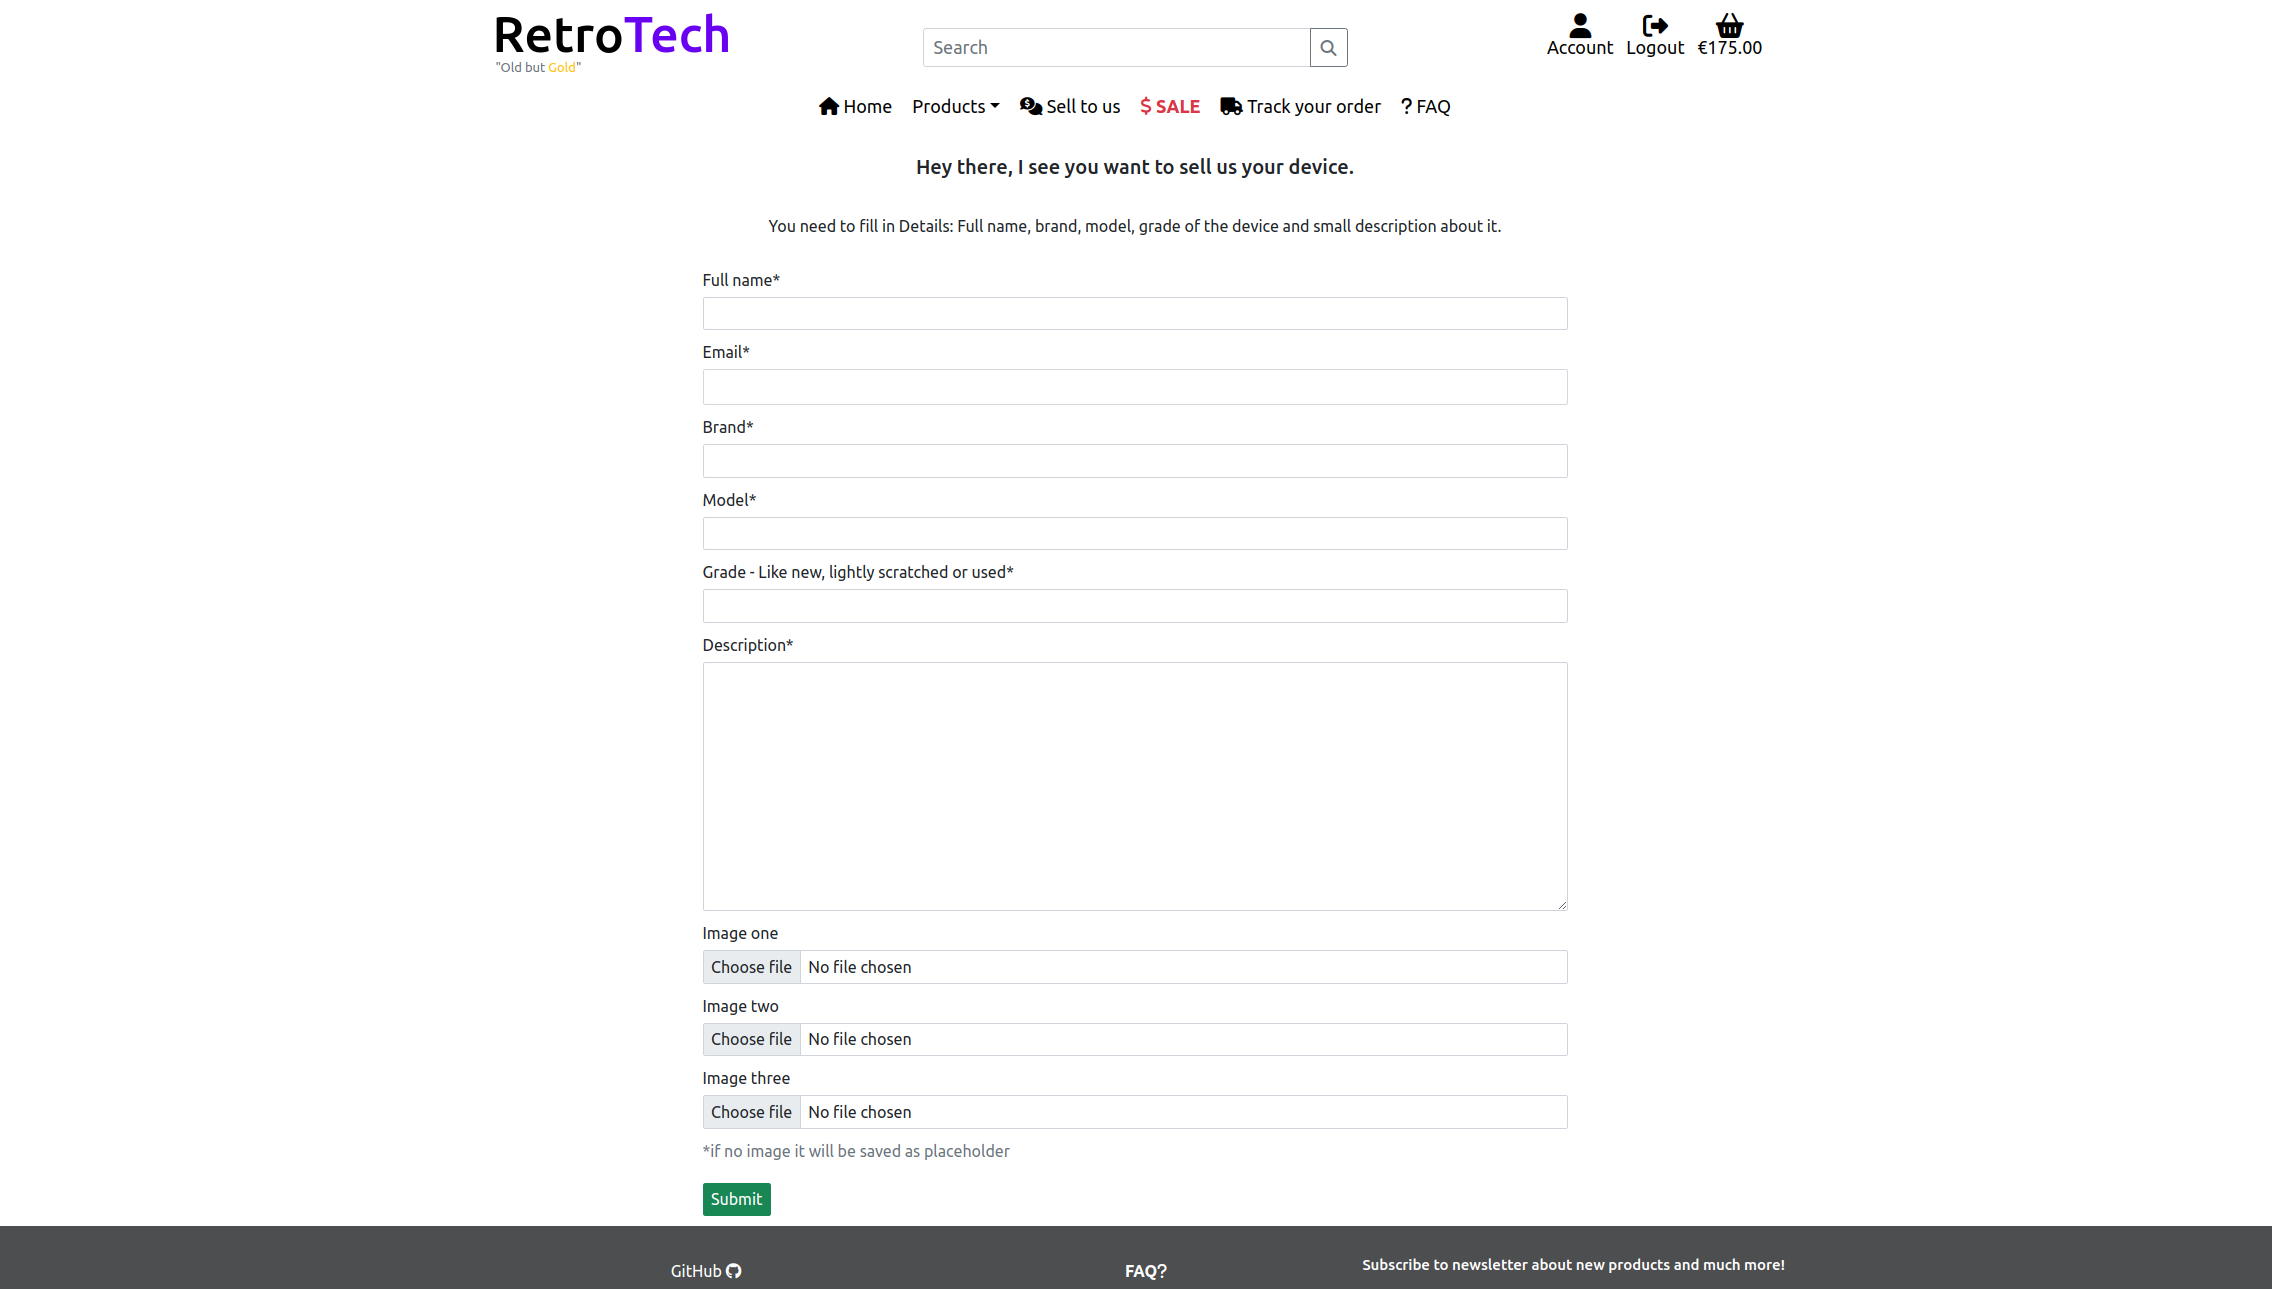 RetroTech
"Old but Gold"
Search
Account Logout €175.00
Home Products Sell to us $ SALE Track your order ? FAQ
Hey there, I see you want to sell us your device.
You need to fill in Details: Full name, brand, model, grade of the device and small description about it.
Full name*
Email*
Brand*
Model*
Grade - Like new, lightly scratched or used*
Description*
Image one
Choose file No file chosen
Image two
Choose file No file chosen
Image three
Choose file No file chosen
*if no image it will be saved as placeholder
Submit
GitHub FAQ? Subscribe to newsletter about new products and much more!